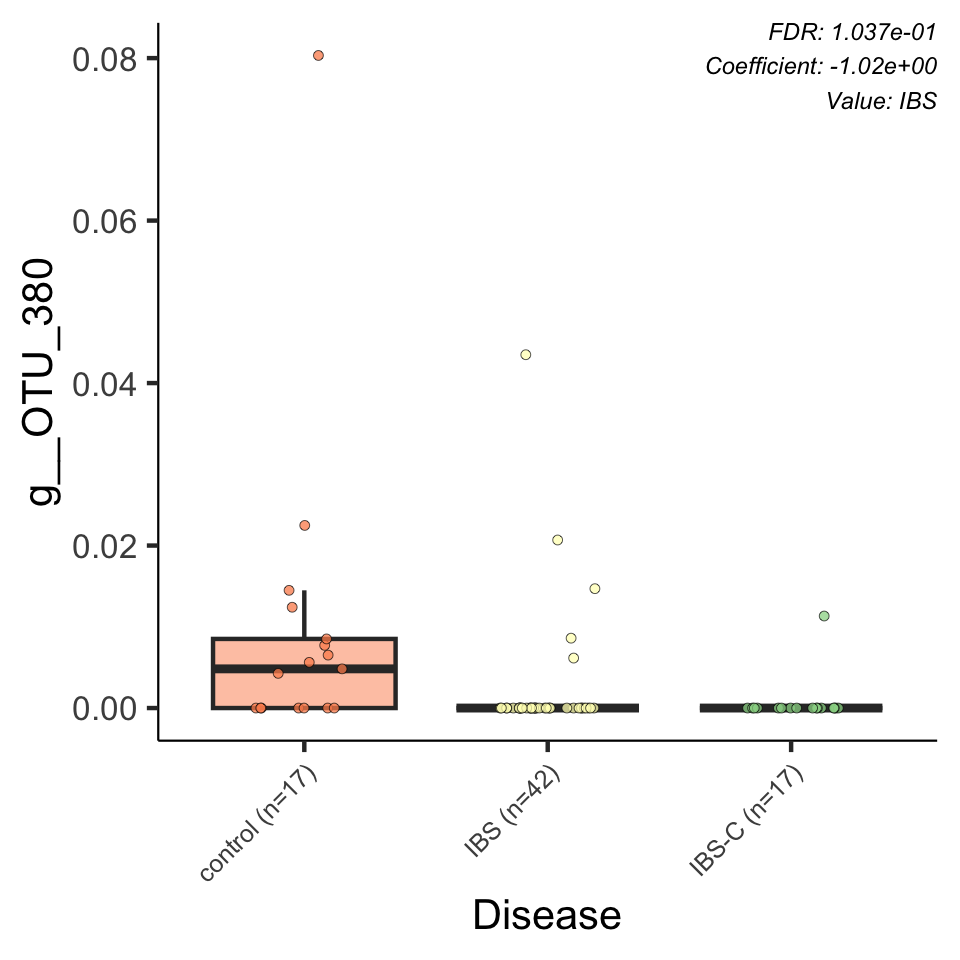 FDR: 1.037e-01
Coefficient: -1.02e+00
Value: IBS
0.08
0.06
0.04
0.02
0.00
g__OTU_380
control (n=17)
IBS (n=42)
IBS-C (n=17)
Disease